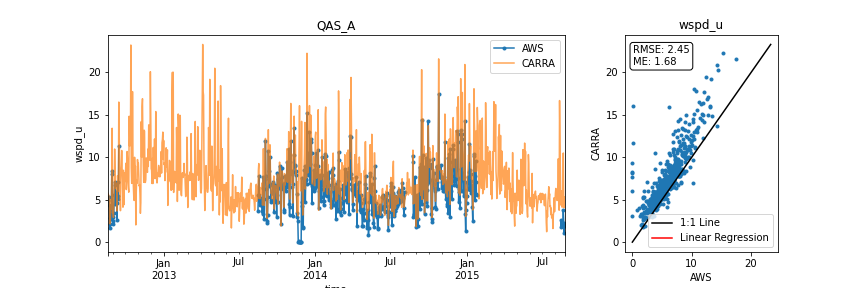 QAS_A
wspd_u
20
15
10
5
0
Jan
2013
Jul
Jan
2014
Jul
Jan
2015
Jul
time
AWS
CARRA
wspd_u
CARRA
20
15
10
5
0
0
10
20
AWS
RMSE: 2.45
ME: 1.68
1:1 Line
Linear Regression